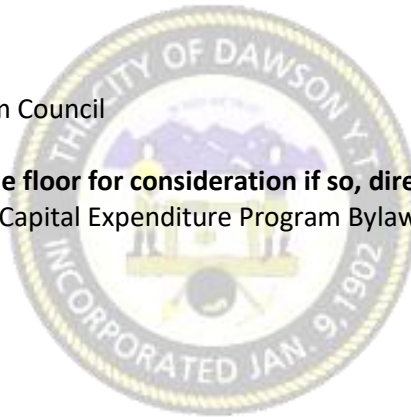 THE CITY OF DAWSON Y.T.
m Council
e floor for consideration if so, dire
Capital Expenditure Program Bylaw
INCORPORATED JAN. 9, 1902